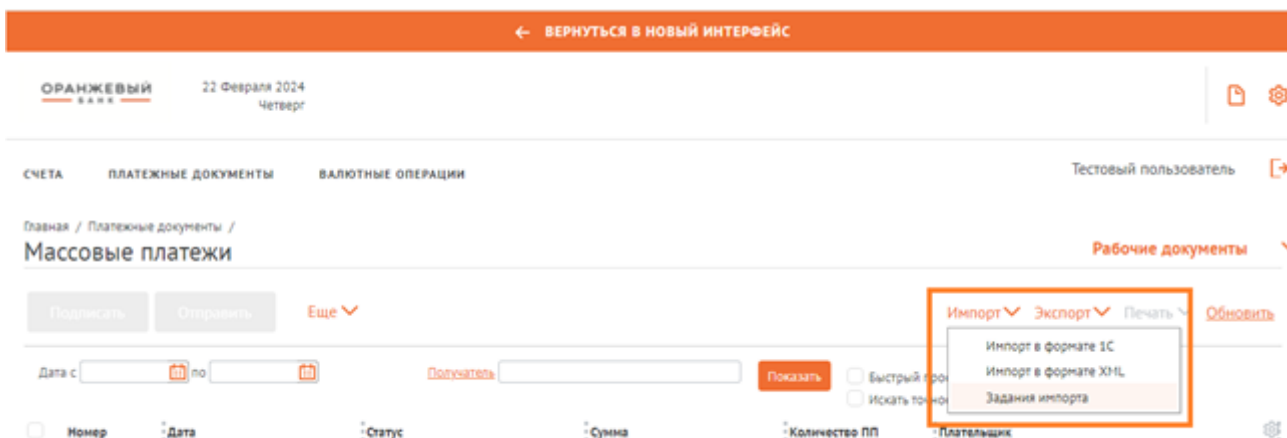 ← ВЕРНУТЬСЯ В НОВЫЙ ИНТЕРФЕЙС
ОРАНЖЕВЫЙ
БАНК
22 Февраля 2024
Четверг
СЧЕТА ПЛАТЕЖНЫЕ ДОКУМЕНТЫ ВАЛЮТНЫЕ ОПЕРАЦИИ
Тестовый пользователь
Главная / Платежные документы /
Массовые платежи
Рабочие документы
Подписать Отправить Еще
Импорт Экспорт Печать Обновить
Импорт в формате 1С
Импорт в формате XML
Задания импорта
Дата с по Получатель Показать
Быстрый
Искать
Номер Дата Статус Сумма Количество ПП Плательщик